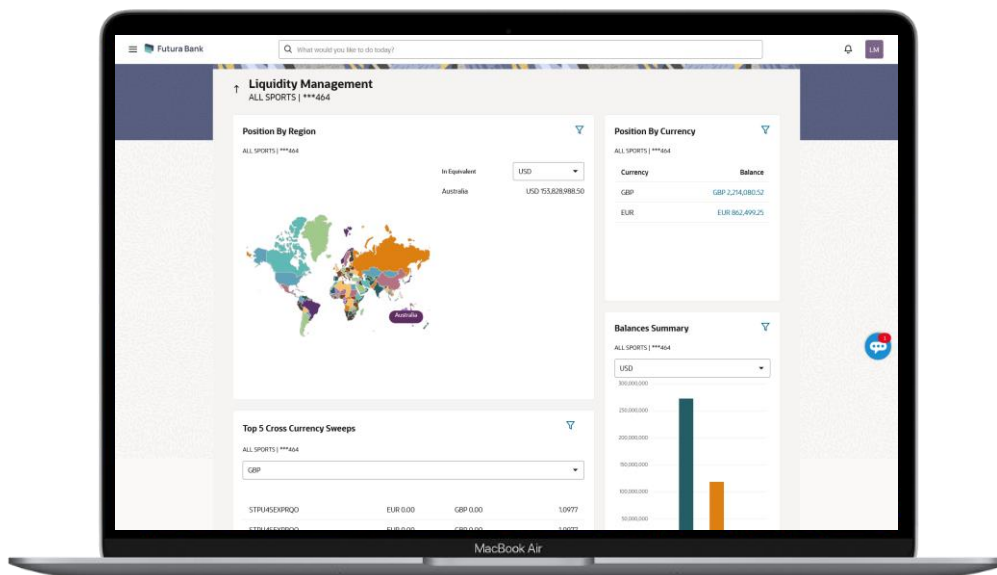 Futura Bank
What would you like to do today?
LM
Liquidity Management
ALL SPORTS | ***464
Position By Region
ALL SPORTS | ***464
In Equivalent
USD
Australia
USD 153,828,988.50
Australia
Position By Currency
ALL SPORTS | ***464
Currency
Balance
GBP
GBP 2,214,080.52
EUR
EUR 862,499.25
Balances Summary
ALL SPORTS | ***464
USD
300,000,000
250,000,000
200,000,000
150,000,000
100,000,000
50,000,000
Top 5 Cross Currency Sweeps
ALL SPORTS | ***464
GBP
STPU45EXPRQO
EUR 0.00
GBP 0.00
1.0977
MacBook Air